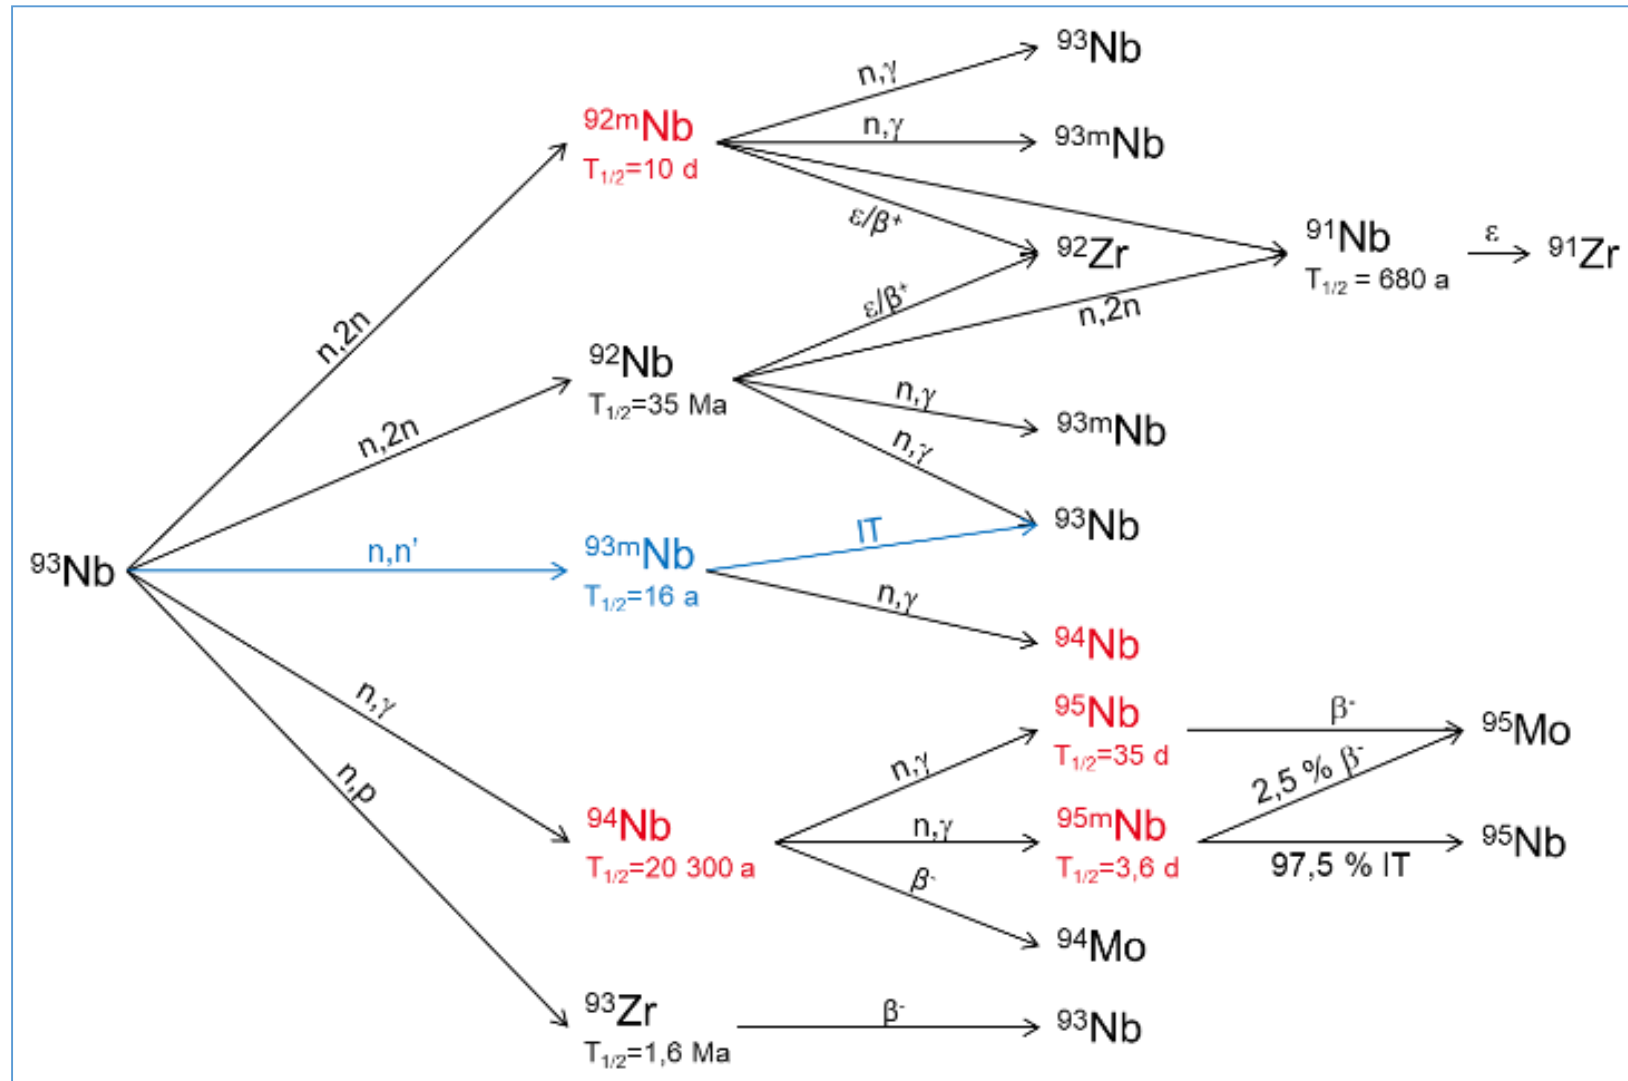 ⁹³Nb
n,γ
⁹²ᵐNb
T₁/₂=10 d
n,γ
⁹³ᵐNb
ε/β⁺
⁹²Zr
⁹¹Nb
T₁/₂ = 680 a
ε
⁹¹Zr
n,2n
ε/β⁺
n,2n
⁹²Nb
T₁/₂=35 Ma
n,γ
⁹³ᵐNb
n,2n
n,γ
⁹³Nb
⁹³Nb
n,n'
⁹³ᵐNb
T₁/₂=16 a
IT
n,γ
⁹⁴Nb
n,γ
⁹⁵Nb
T₁/₂=35 d
β⁻
⁹⁵Mo
n,p
n,γ
2,5 % β⁻
⁹⁴Nb
T₁/₂=20 300 a
n,γ
⁹⁵ᵐNb
T₁/₂=3,6 d
97,5 % IT
⁹⁵Nb
β⁻
⁹⁴Mo
⁹³Zr
T₁/₂=1,6 Ma
β⁻
⁹³Nb